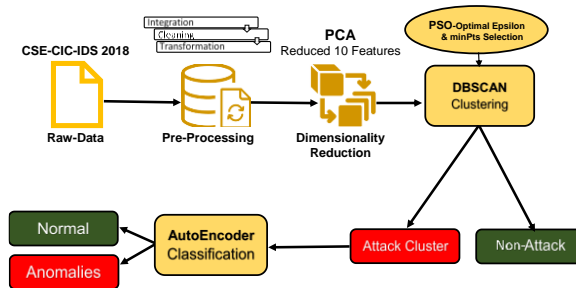 Integration
Cleaning
Transformation
CSE-CIC-IDS 2018
PCA
Reduced 10 Features
PSO-Optimal Epsilon
& minPts Selection
DBSCAN
Clustering
Raw-Data
Pre-Processing
Dimensionality
Reduction
Normal
Anomalies
AutoEncoder
Classification
Attack Cluster
Non-Attack